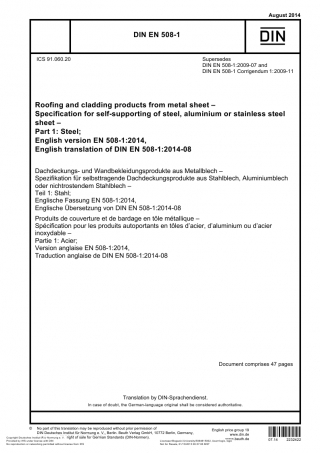 August 2014
DIN EN 508-1
DIN
ICS 91.060.20
Supersedes
DIN EN 508-1:2009-07 and
DIN EN 508-1 Corrigendum 1:2009-11
Roofing and cladding products from metal sheet –
Specification for self-supporting of steel, aluminium or stainless steel
sheet –
Part 1: Steel;
English version EN 508-1:2014,
English translation of DIN EN 508-1:2014-08
Dachdeckungs- und Wandbekleidungsprodukte aus Metallblech –
Spezifikation für selbsttragende Dachdeckungsprodukte aus Stahlblech, Aluminiumblech
oder nichtrostendem Stahlblech –
Teil 1: Stahl;
Englische Fassung EN 508-1:2014,
Englische Übersetzung von DIN EN 508-1:2014-08
Produits de couverture et de bardage en tôle métallique –
Spécification pour les produits autoportants en tôles d'acier, d'aluminium ou d'acier
inoxydable –
Partie 1: Acier;
Version anglaise EN 508-1:2014,
Traduction anglaise de DIN EN 508-1:2014-08
Document comprises 47 pages
Translation by DIN-Sprachendienst.
In case of doubt, the German-language original shall be considered authoritative.
© No part of this translation may be reproduced without prior permission of
DIN Deutsches Institut für Normung e. V., Berlin. Beuth Verlag GmbH, 10772 Berlin, Germany,
right of sale for German Standards (DIN-Normen).
English price group 19
www.din.de
www.beuth.de
07.14